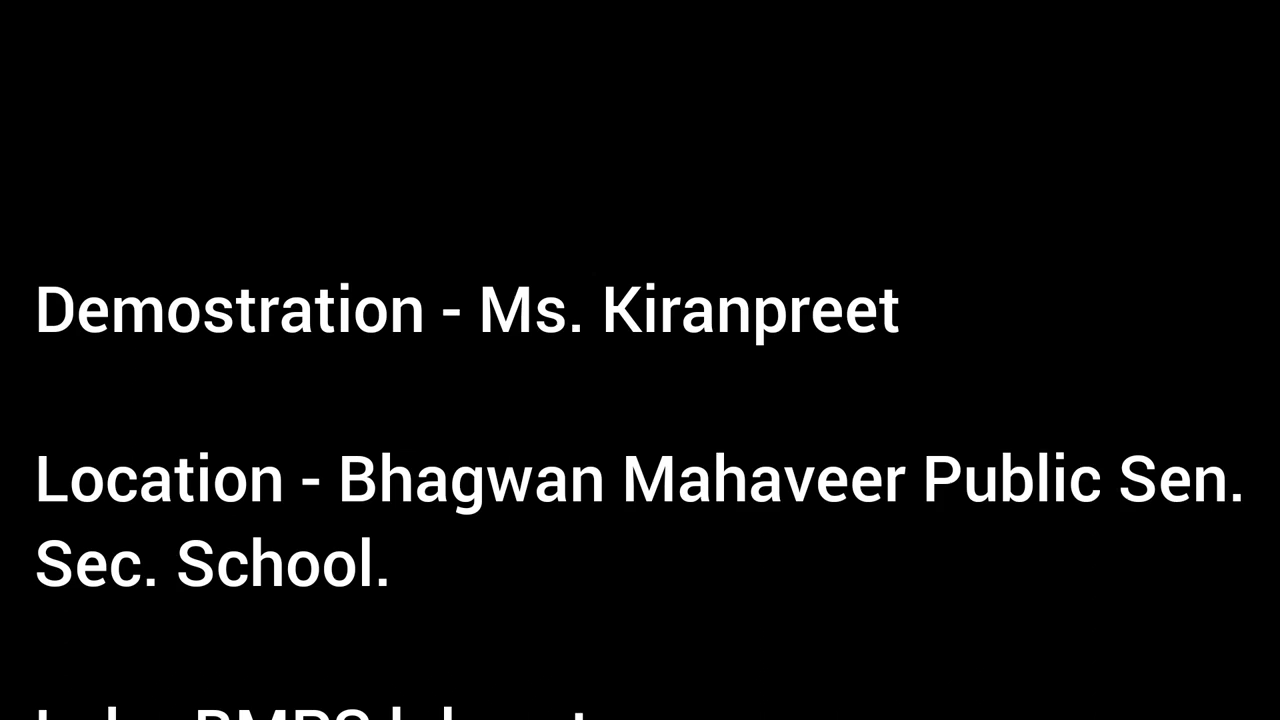 Demostration - Ms. Kiranpreet
Location - Bhagwan Mahaveer Public Sen.
Sec. School.